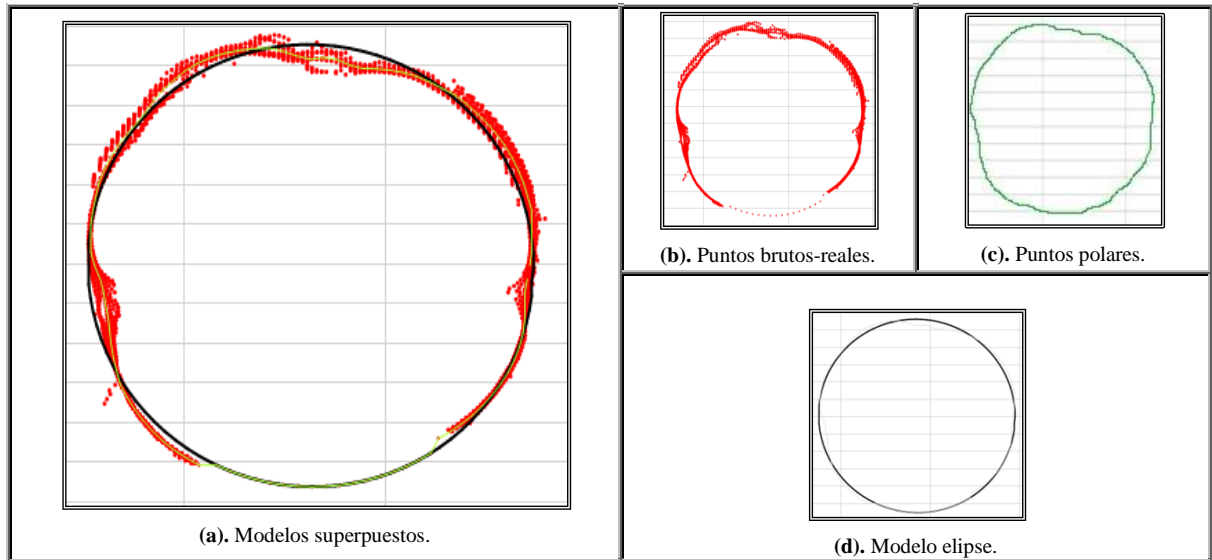 (a). Modelos superpuestos.
(b). Puntos brutos-reales.
(c). Puntos polares.
(d). Modelo elipse.